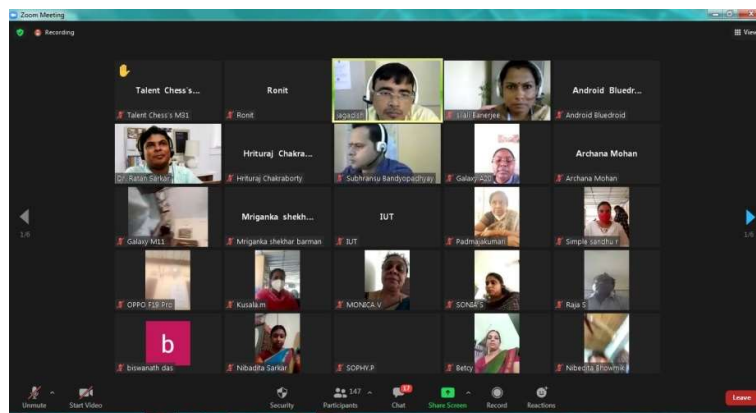 Zoom Meeting
Recording
View
Talent Chess's...
Talent Chess's M31
Ronit
Ronit
jagadish
Android Bluedr...
Android Bluedroid
Dr. Ratan Sarkar
Hrituraj Chakra...
Hrituraj Chakraborty
Subhransu Bandyopadhyay
Galaxy A20
Archana Mohan
Archana Mohan
1/6
Galaxy M11
Mriganka shekh...
Mriganka shekhar barman
IUT
IUT
Padmajakumari
Simple sandhu r
1/6
OPPO F19 Pro
Kusala.m
MONICA V
SONIA S
Raja S
b
biswanath das
Nibadita Sarkar
SOPHY.P
Betcy
Nibedita Bhowmik
Unmute
Start Video
Security
147
Participants
17
Chat
Share Screen
Record
Reactions
Leave